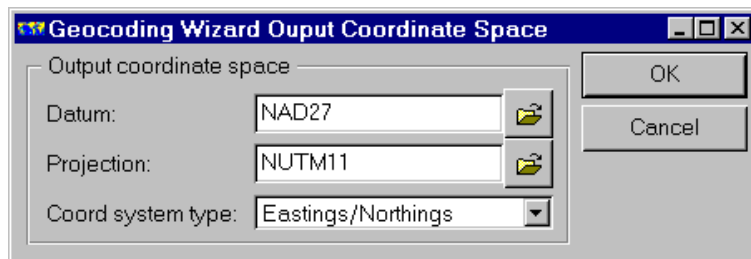 Geocoding Wizard Ouput Coordinate Space
Output coordinate space
OK
Datum:
NAD27
Cancel
Projection:
NUTM11
Coord system type:
Eastings/Northings